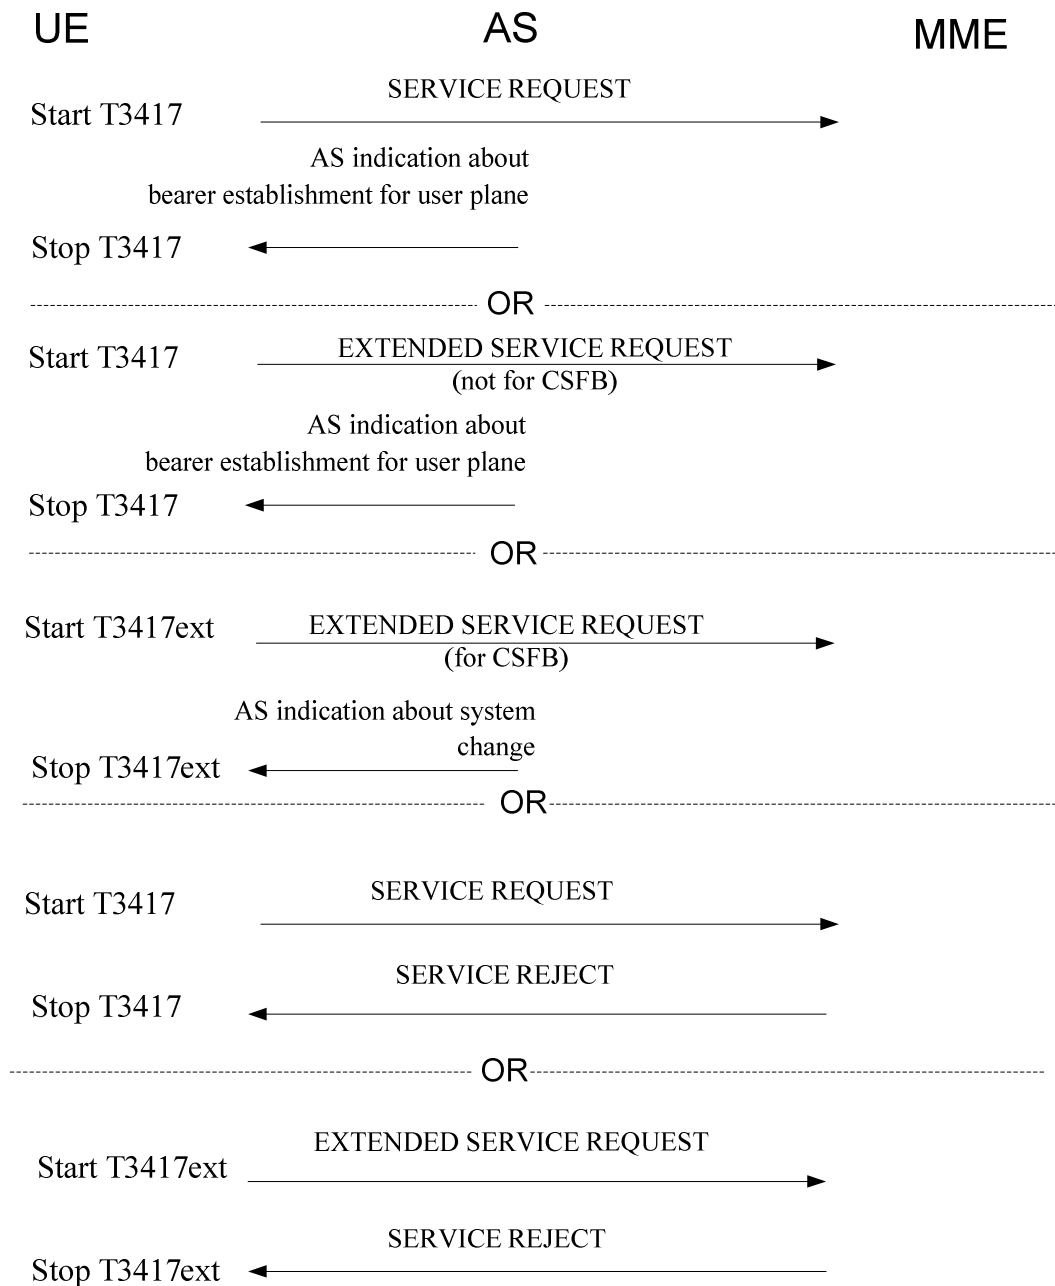 UE AS MME
SERVICE REQUEST
Start T3417
AS indication about
bearer establishment for user plane
Stop T3417
OR
Start T3417
EXTENDED SERVICE REQUEST
(not for CSFB)
AS indication about
bearer establishment for user plane
Stop T3417
OR
Start T3417ext
EXTENDED SERVICE REQUEST
(for CSFB)
AS indication about system
change
Stop T3417ext
OR
Start T3417
SERVICE REQUEST
SERVICE REJECT
Stop T3417
OR
EXTENDED SERVICE REQUEST
Start T3417ext
SERVICE REJECT
Stop T3417ext